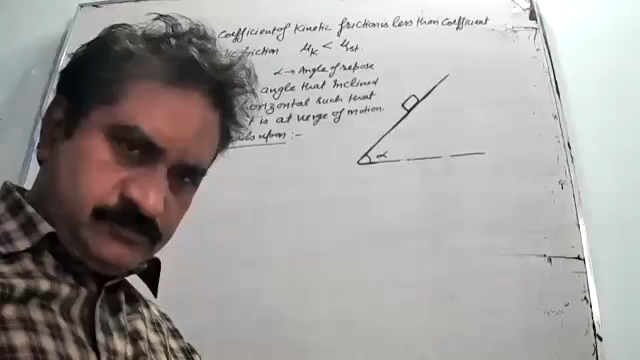 Coefficient of Kinetic friction is less than Coefficient
friction μk < μst.
α → Angle of repose
angle that Inclined
horizontal such that
t is at verge of motion.
upon :-
α